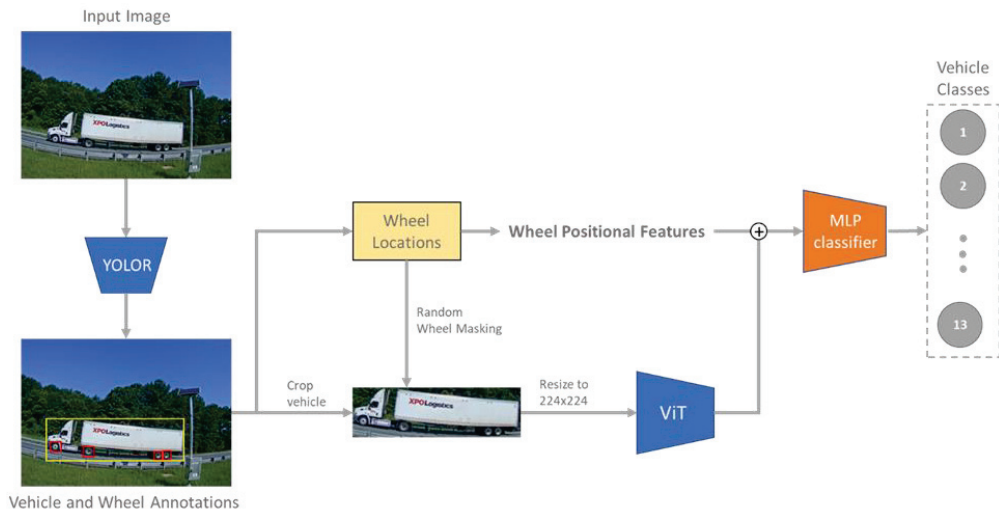 Input Image
XPOLogistics
YOLOR
XPOLogistics
Vehicle and Wheel Annotations
Wheel
Locations
Wheel Positional Features
Random
Wheel Masking
Crop
vehicle
XPOLogistics
Resize to
224x224
ViT
+
MLP
classifier
Vehicle
Classes
1
2
13